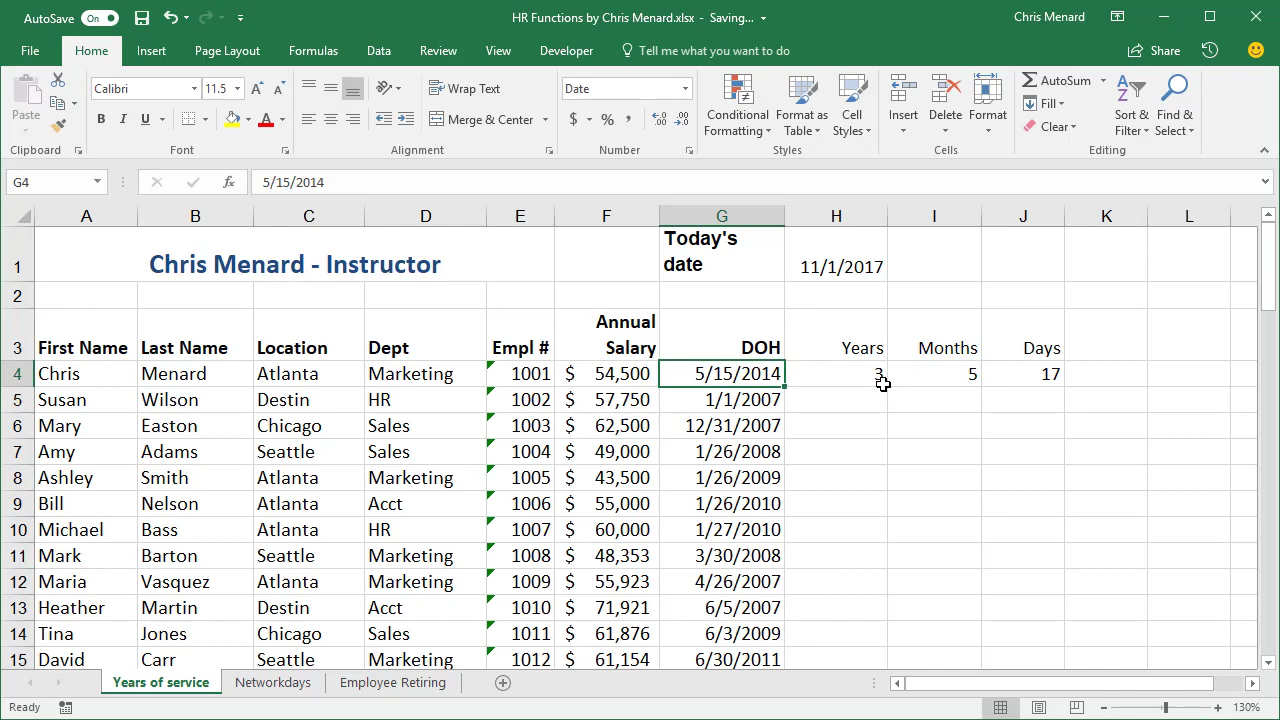 AutoSave On HR Functions by Chris Menard.xlsx - Saving... Chris Menard
File Home Insert Page Layout Formulas Data Review View Developer Tell me what you want to do Share
Paste Calibri 11.5 Wrap Text Date Conditional Formatting Format as Table Cell Styles Insert Delete Format AutoSum Sort & Filter Find & Select
B I U Merge & Center $ % , Fill
Clear
Clipboard Font Alignment Number Styles Cells Editing
G4 fx 5/15/2014
A B C D E F G H I J K L
1 Chris Menard - Instructor Today's date 11/1/2017
2
3 First Name Last Name Location Dept Empl # Annual Salary DOH Years Months Days
4 Chris Menard Atlanta Marketing 1001 $ 54,500 5/15/2014 3 5 17
5 Susan Wilson Destin HR 1002 $ 57,750 1/1/2007
6 Mary Easton Chicago Sales 1003 $ 62,500 12/31/2007
7 Amy Adams Seattle Sales 1004 $ 49,000 1/26/2008
8 Ashley Smith Atlanta Marketing 1005 $ 43,500 1/26/2009
9 Bill Nelson Atlanta Acct 1006 $ 55,000 1/26/2010
10 Michael Bass Atlanta HR 1007 $ 60,000 1/27/2010
11 Mark Barton Seattle Marketing 1008 $ 48,353 3/30/2008
12 Maria Vasquez Atlanta Marketing 1009 $ 55,923 4/26/2007
13 Heather Martin Destin Acct 1010 $ 71,921 6/5/2007
14 Tina Jones Chicago Sales 1011 $ 61,876 6/3/2009
15 David Carr Seattle Marketing 1012 $ 61,154 6/30/2011
Years of service Networkdays Employee Retiring
Ready 130%